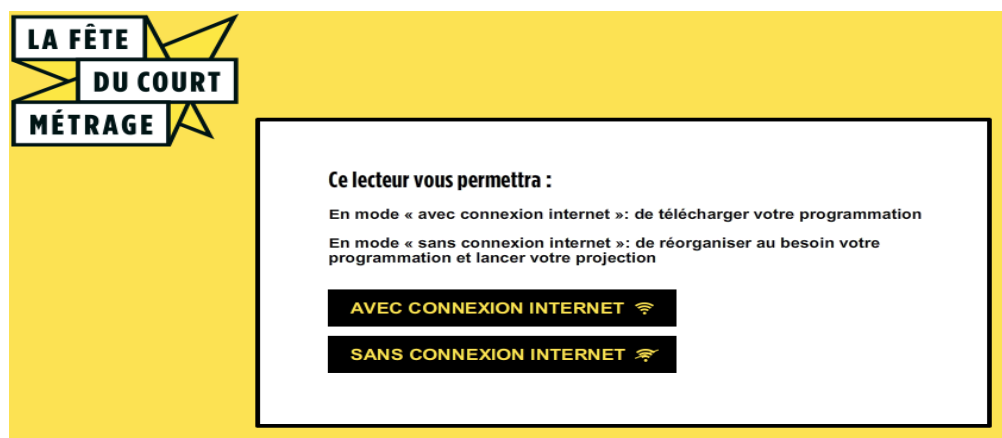 LA FÊTE
DU COURT
MÉTRAGE
Ce lecteur vous permettra :
En mode « avec connexion internet »: de télécharger votre programmation
En mode « sans connexion internet »: de réorganiser au besoin votre
programmation et lancer votre projection
AVEC CONNEXION INTERNET
SANS CONNEXION INTERNET